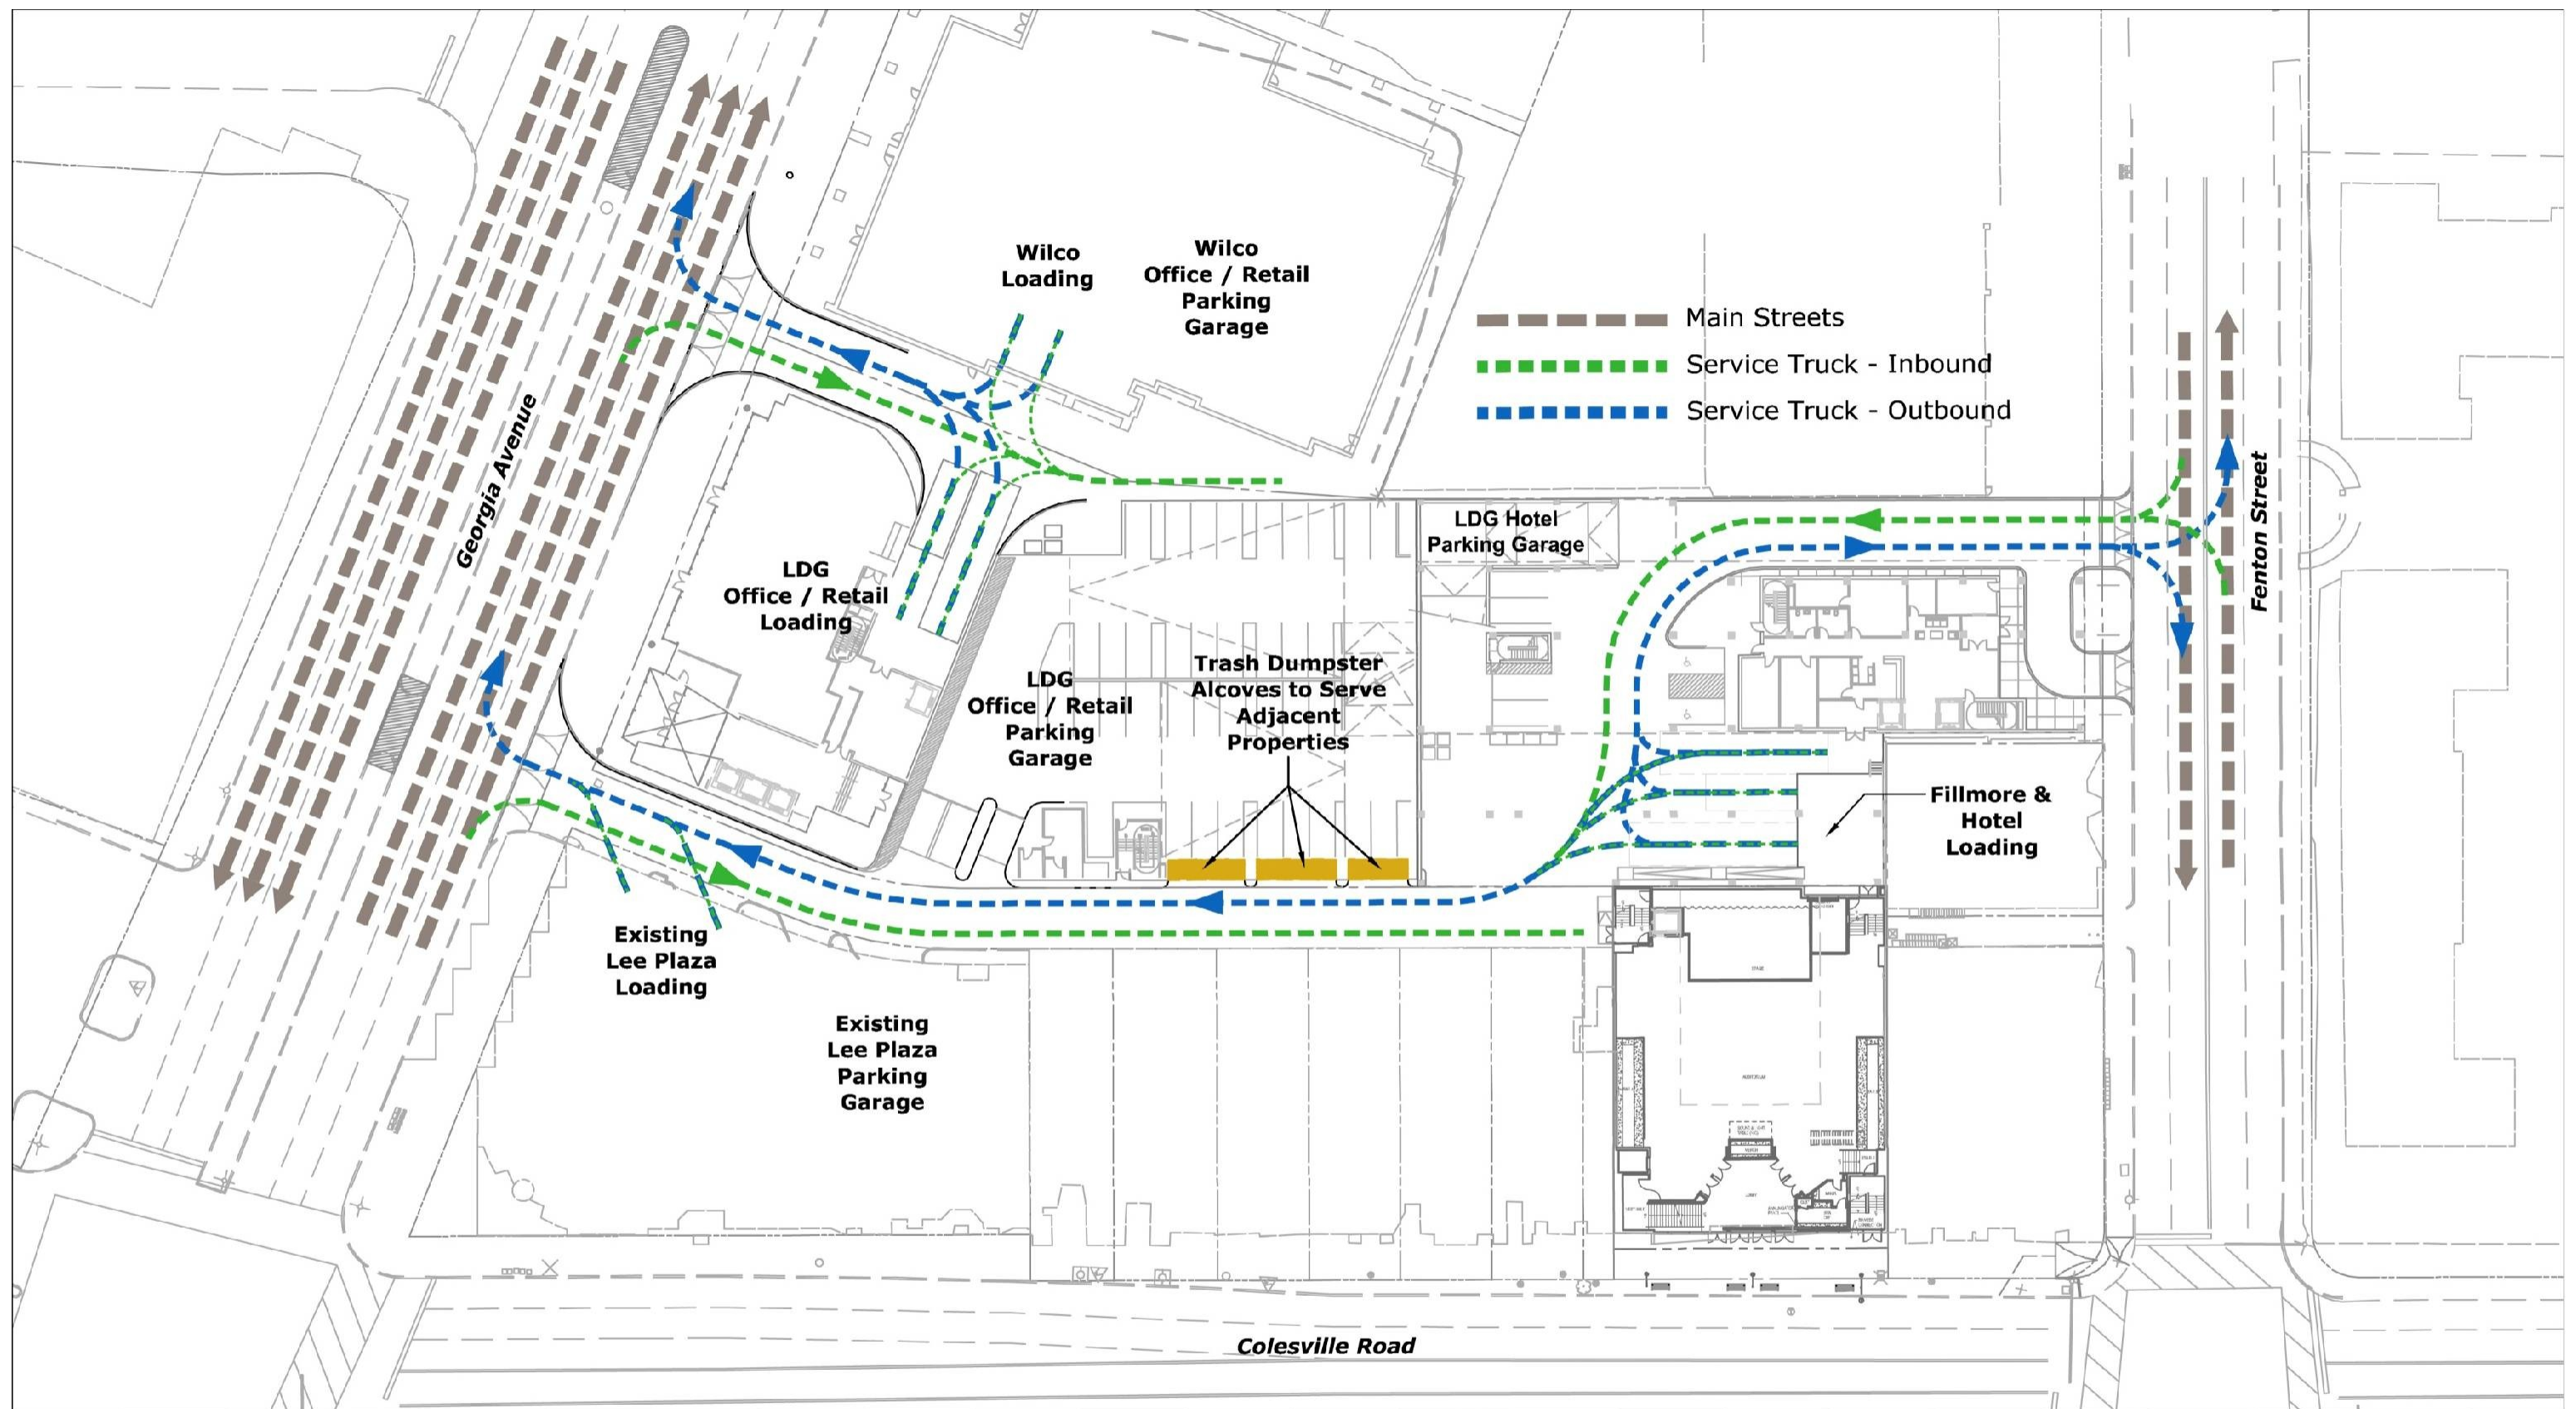 Wilco
Loading
Wilco
Office / Retail
Parking
Garage
Main Streets
Service Truck - Inbound
Service Truck - Outbound
Georgia Avenue
Fenton Street
LDG Hotel
Parking Garage
LDG
Office / Retail
Loading
LDG
Office / Retail
Parking
Garage
Trash Dumpster
Alcoves to Serve
Adjacent
Properties
Fillmore &
Hotel
Loading
Existing
Lee Plaza
Loading
Existing
Lee Plaza
Parking
Garage
STAGE
LOBBY
Colesville Road